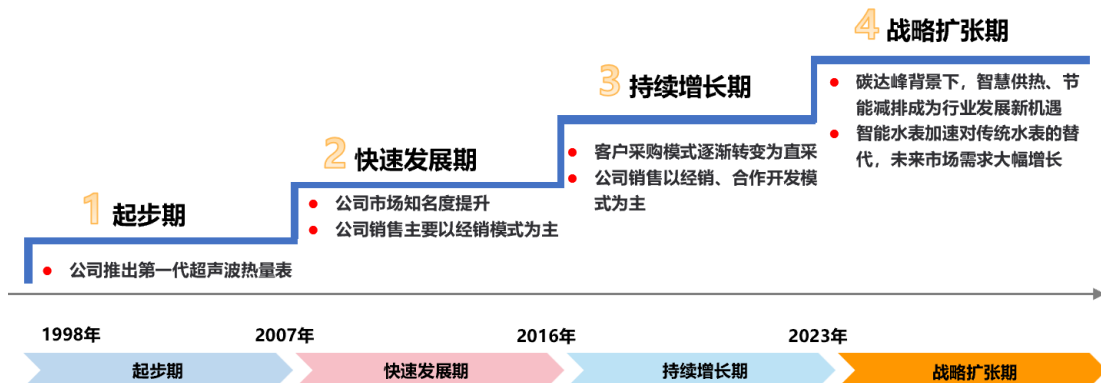 4 战略扩张期
碳达峰背景下，智慧供热、节
能减排成为行业发展新机遇
智能水表加速对传统水表的替
代，未来市场需求大幅增长
3 持续增长期
客户采购模式逐渐转变为直采
公司销售以经销、合作开发模
式为主
2 快速发展期
公司市场知名度提升
公司销售主要以经销模式为主
1 起步期
公司推出第一代超声波热量表
1998年 2007年 2016年 2023年
起步期 快速发展期 持续增长期 战略扩张期